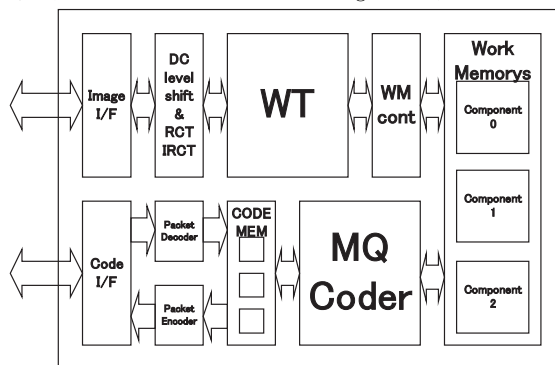 Image
I/F
DC
level
shift
&
RCT
IRCT
WT
WM
cont
Work
Memorys
Component
0
Component
1
Component
2
Code
I/F
Packet
Decoder
Packet
Encoder
CODE
MEM
MQ
Coder